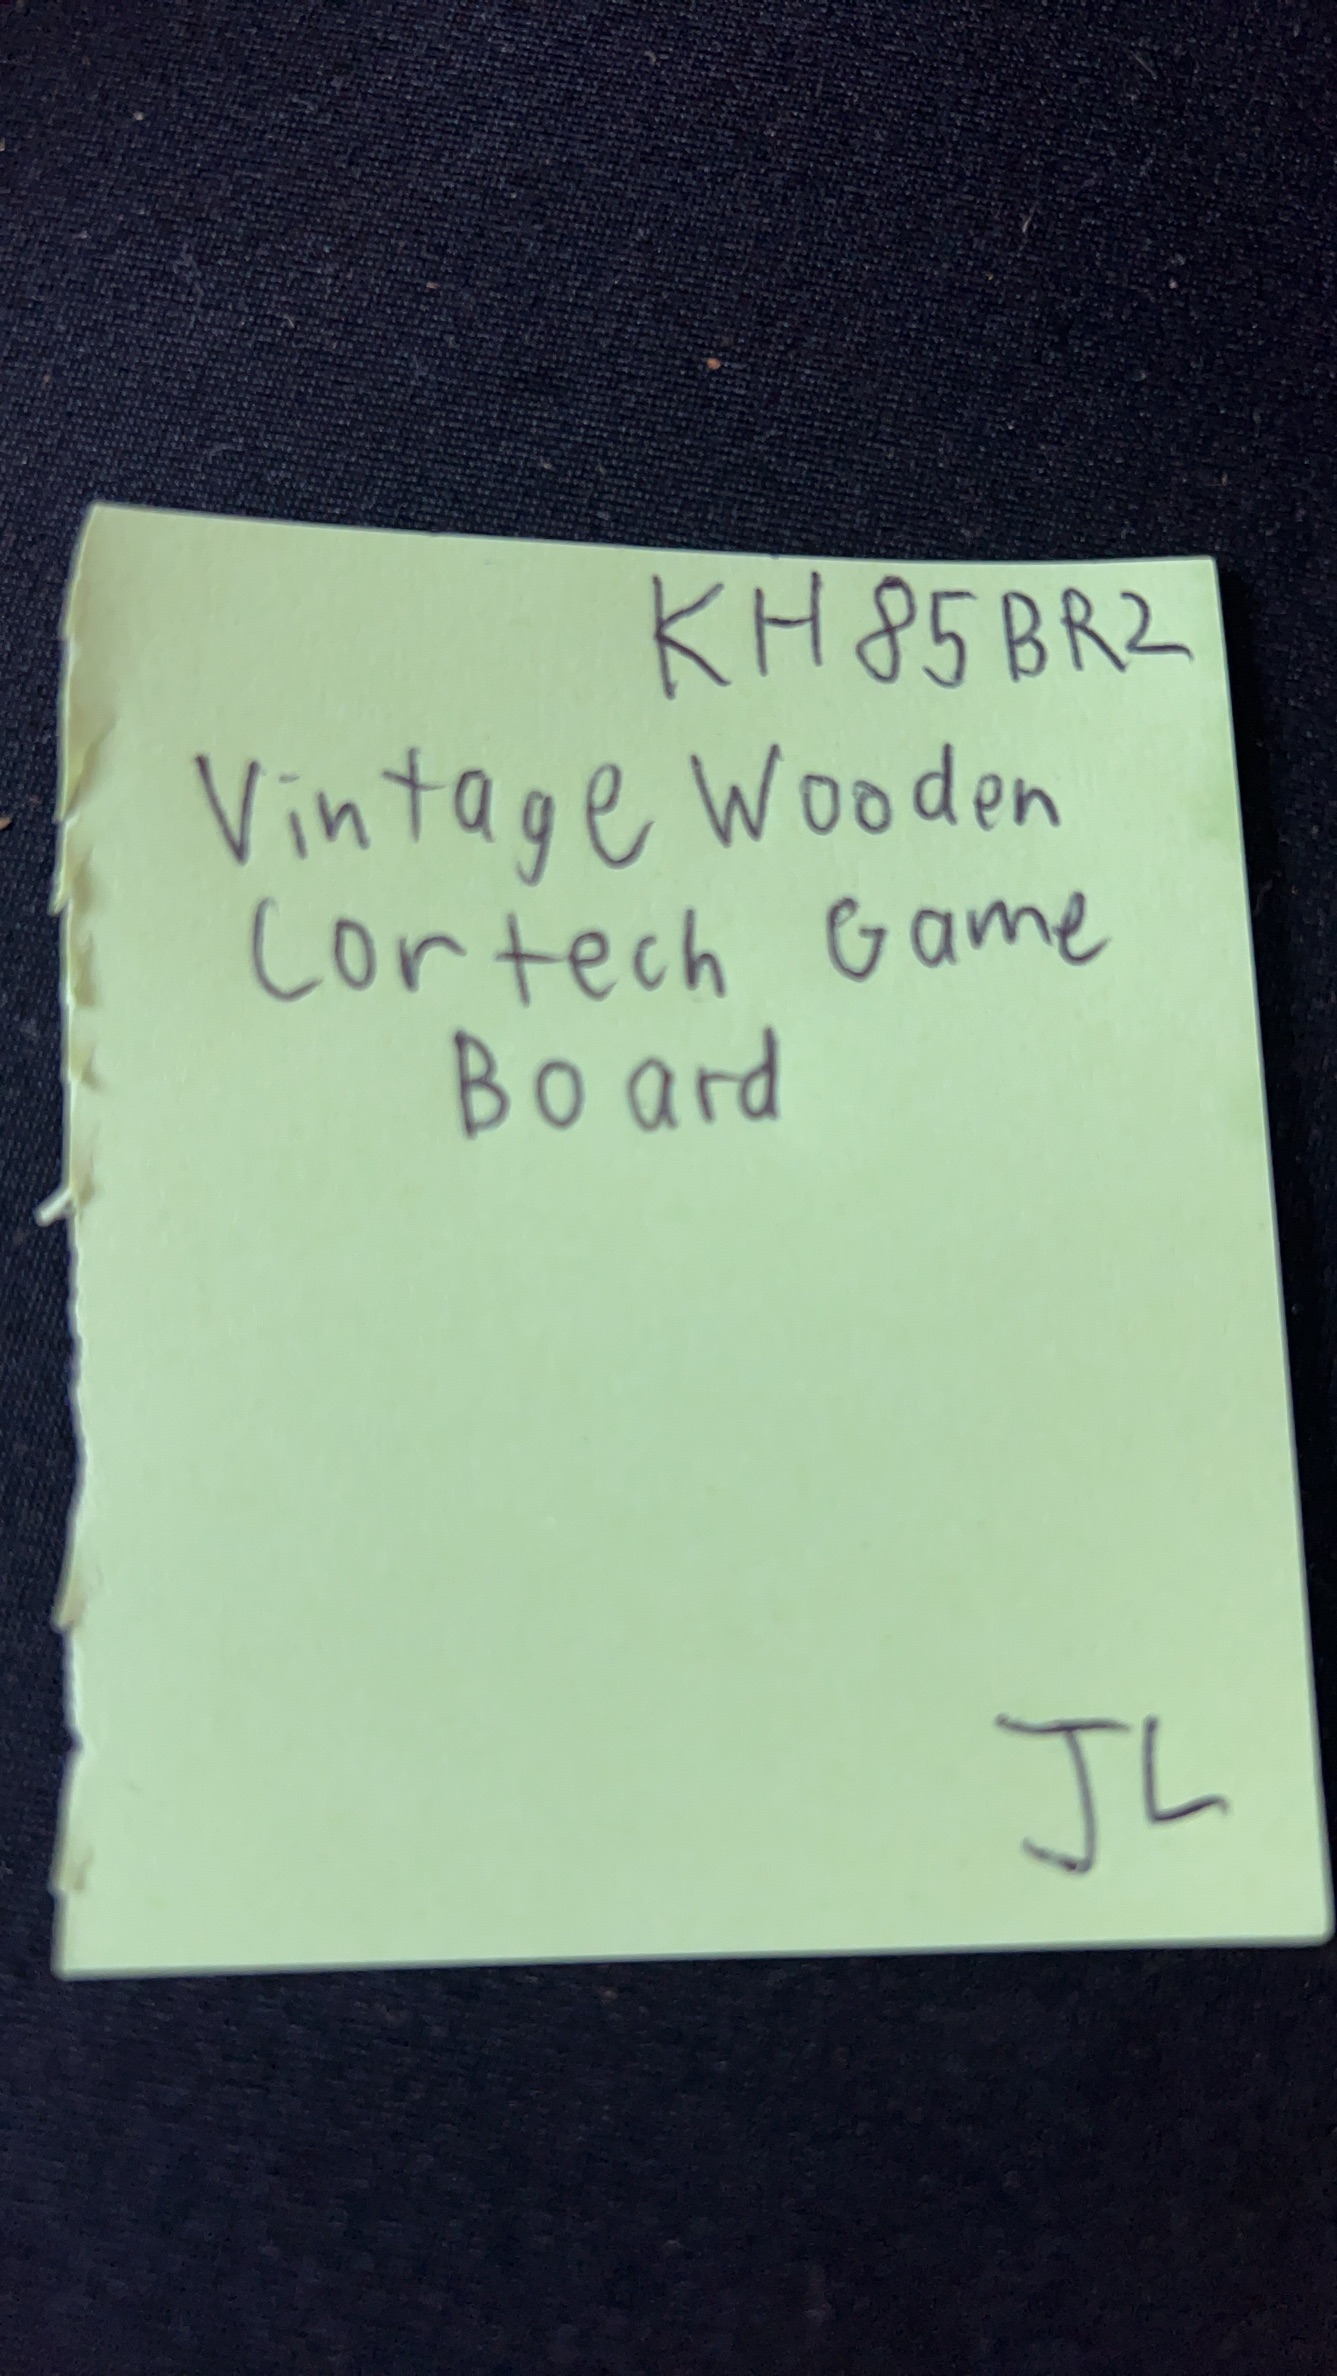 KH85BR2
Vintage Wooden
Cortech Game
Board
JL